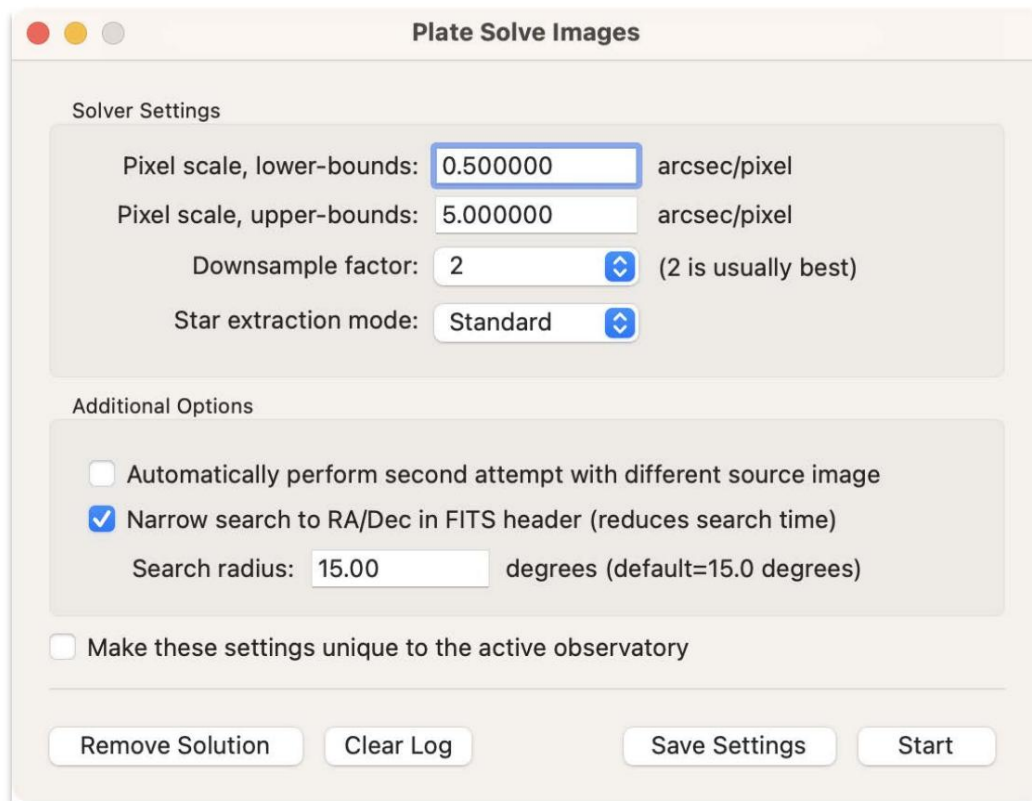 Plate Solve Images
Solver Settings
Pixel scale, lower-bounds: 0.500000 arcsec/pixel
Pixel scale, upper-bounds: 5.000000 arcsec/pixel
Downsample factor: 2 (2 is usually best)
Star extraction mode: Standard
Additional Options
Automatically perform second attempt with different source image
Narrow search to RA/Dec in FITS header (reduces search time)
Search radius: 15.00 degrees (default=15.0 degrees)
Make these settings unique to the active observatory
Remove Solution Clear Log Save Settings Start